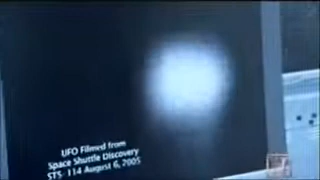 UFO Filmed from
Space Shuttle Discovery
STS- 114 August 6, 2005